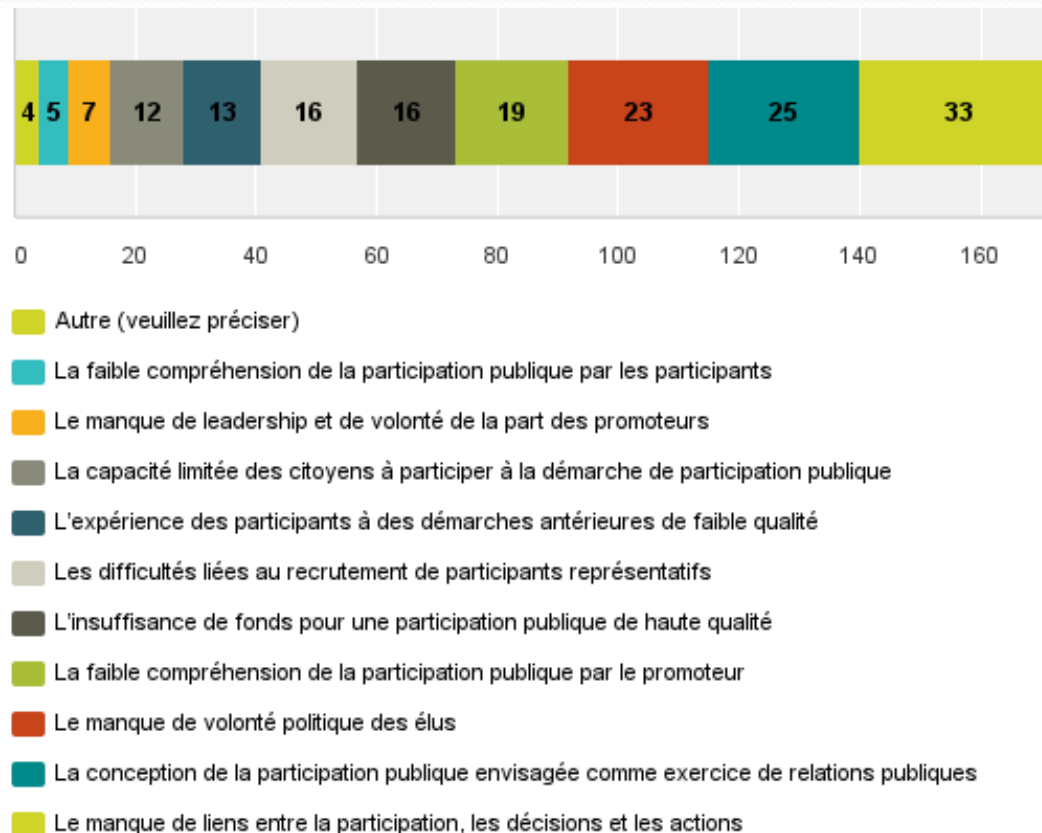 4 5 7 12 13 16 16 19 23 25 33
0 20 40 60 80 100 120 140 160
Autre (veuillez préciser)
La faible compréhension de la participation publique par les participants
Le manque de leadership et de volonté de la part des promoteurs
La capacité limitée des citoyens à participer à la démarche de participation publique
L'expérience des participants à des démarches antérieures de faible qualité
Les difficultés liées au recrutement de participants représentatifs
L'insuffisance de fonds pour une participation publique de haute qualité
La faible compréhension de la participation publique par le promoteur
Le manque de volonté politique des élus
La conception de la participation publique envisagée comme exercice de relations publiques
Le manque de liens entre la participation, les décisions et les actions